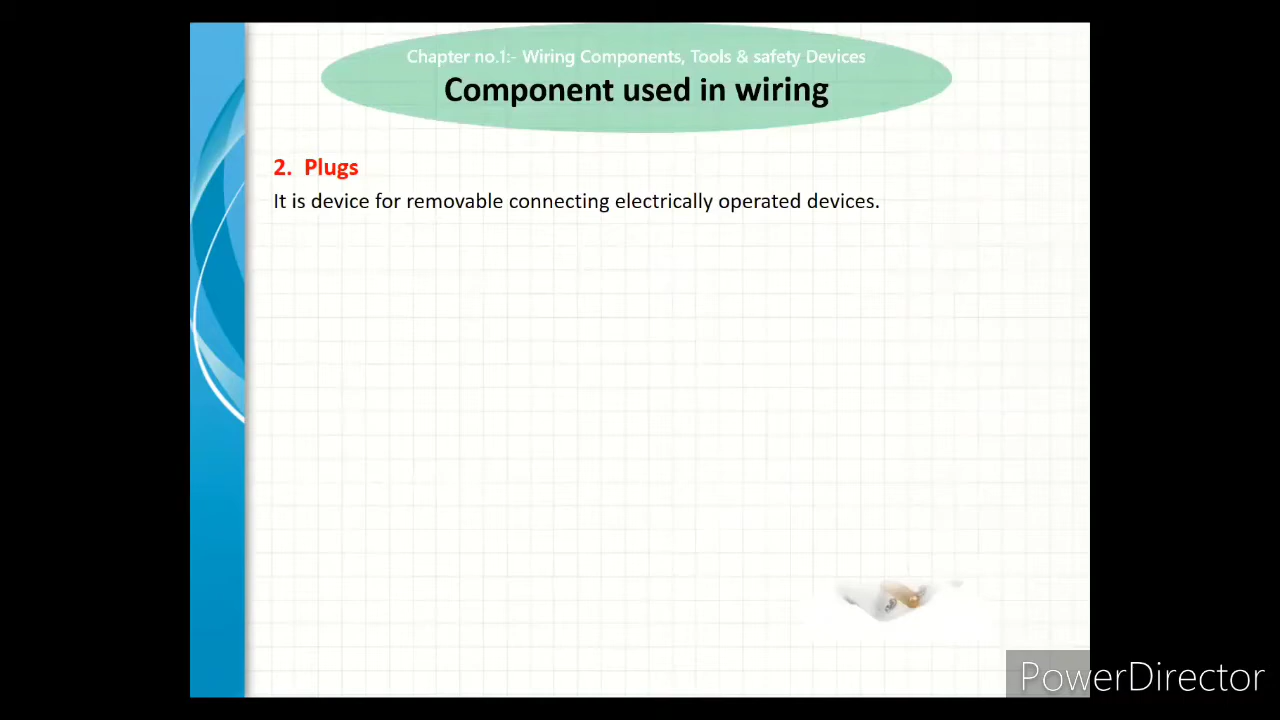 Chapter no.1:- Wiring Components, Tools & safety Devices
Component used in wiring
2. Plugs
It is device for removable connecting electrically operated devices.
PowerDirector